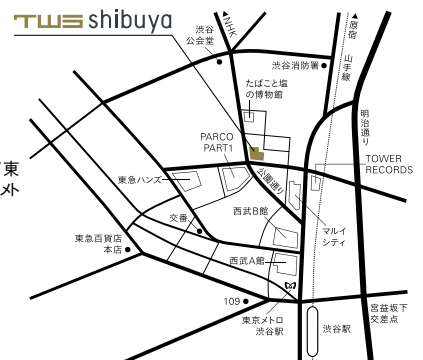 TWS shibuya
▲NHK
渋谷
公会堂
▲原宿
山手線
渋谷消防署
たばこと塩
の博物館
明治通り
PARCO
PART1
東
メト
東急ハンズ
公園通り
TOWER
RECORDS
西武B館
マルイ
シティ
交番
東急百貨店
本店
西武A館
109
東京メトロ
渋谷駅
渋谷駅
宮益坂下
交差点